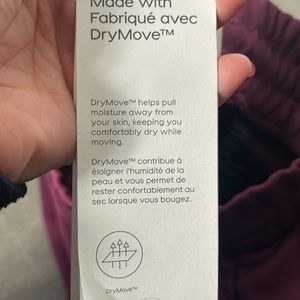 Made with
Fabriqué avec
DryMove™
DryMove™ helps pull
moisture away from
your skin, keeping you
comfortably dry while
moving.
DryMove™ contribue à
éloigner l'humidité de la
peau et vous permet de
rester confortablement au
sec lorsque vous bougez.
DryMove™